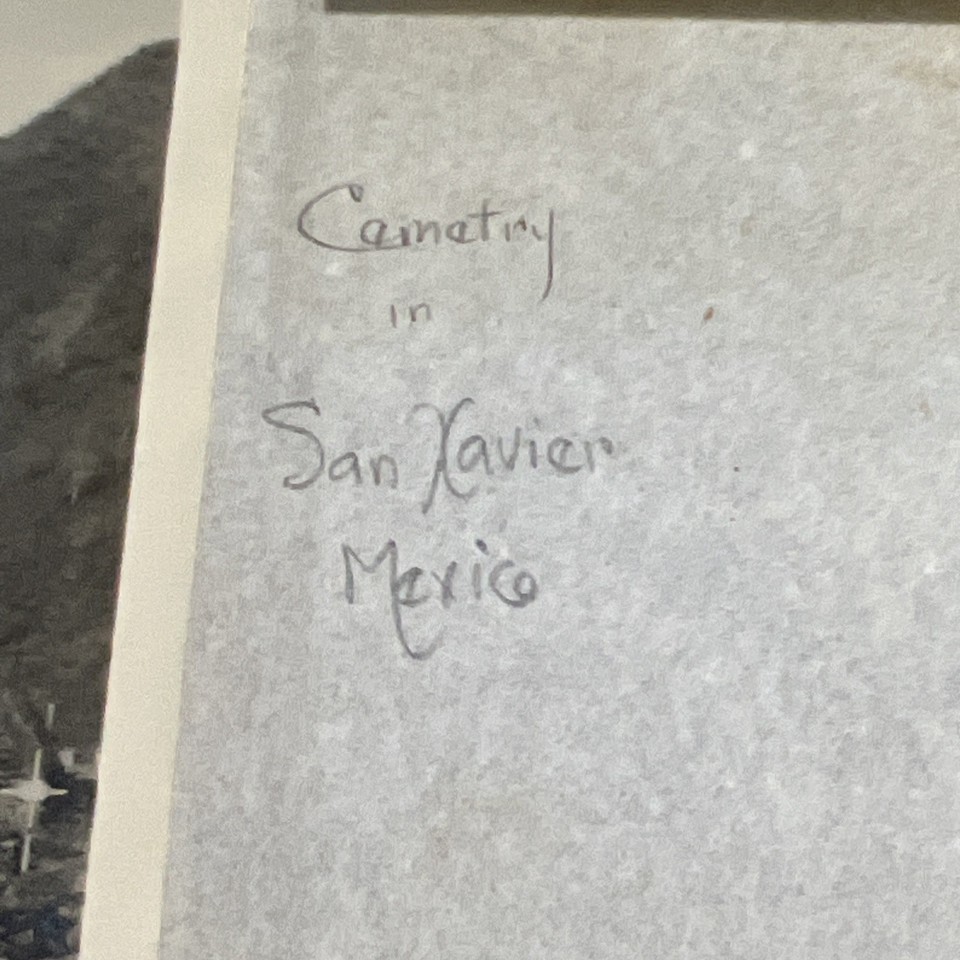 Cametry
in
San Xavier
Mexico